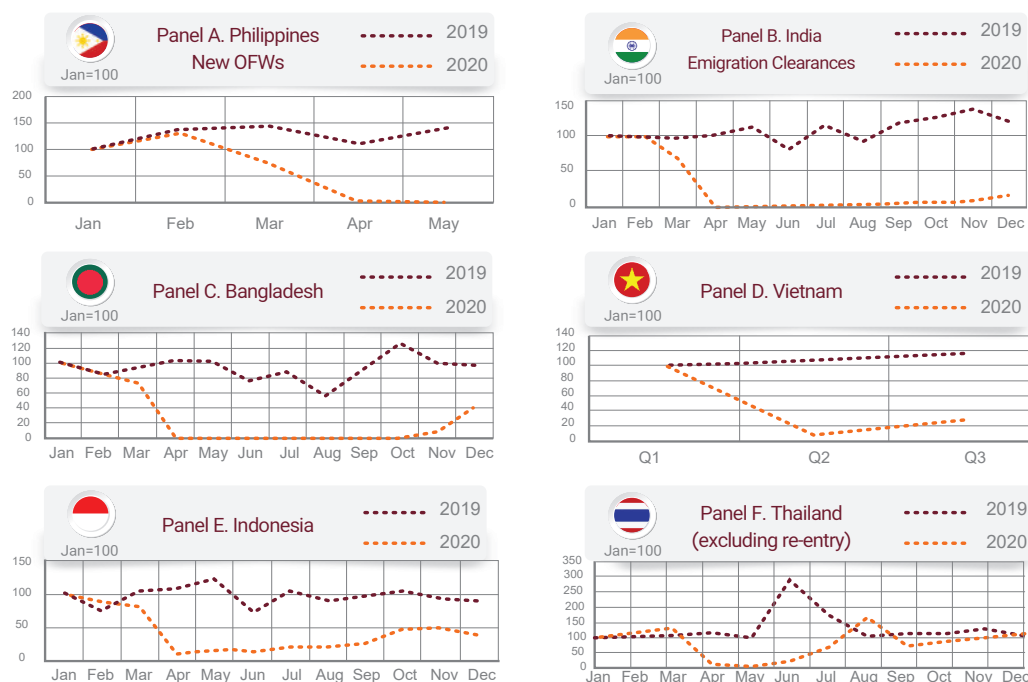 Panel A. Philippines
New OFWs
2019
2020
Jan=100
200
150
100
50
0
Jan Feb Mar Apr May
Panel B. India
Emigration Clearances
2019
2020
Jan=100
150
100
50
0
Jan Feb Mar Apr May Jun Jul Aug Sep Oct Nov Dec
Panel C. Bangladesh
2019
2020
Jan=100
140
120
100
80
60
40
20
0
Jan Feb Mar Apr May Jun Jul Aug Sep Oct Nov Dec
Panel D. Vietnam
2019
2020
Jan=100
140
120
100
80
60
40
20
0
Q1 Q2 Q3
Panel E. Indonesia
2019
2020
Jan=100
150
100
50
0
Jan Feb Mar Apr May Jun Jul Aug Sep Oct Nov Dec
Panel F. Thailand
(excluding re-entry)
2019
2020
Jan=100
350
300
250
200
150
100
50
0
Jan Feb Mar Apr May Jun Jul Aug Sep Oct Nov Dec